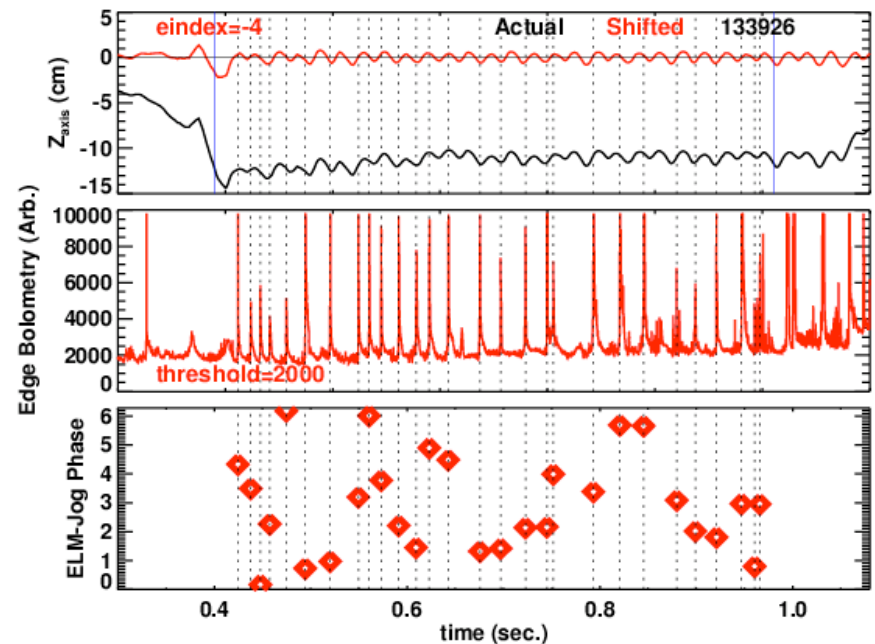 eindex=-4 Actual Shifted 133926
5
0
-5
-10
-15
Z_axis (cm)
10000
8000
6000
4000
2000
0
Edge Bolometry (Arb.)
threshold=2000
6
5
4
3
2
1
0
ELM-Jog Phase
0.4 0.6 0.8 1.0
time (sec.)